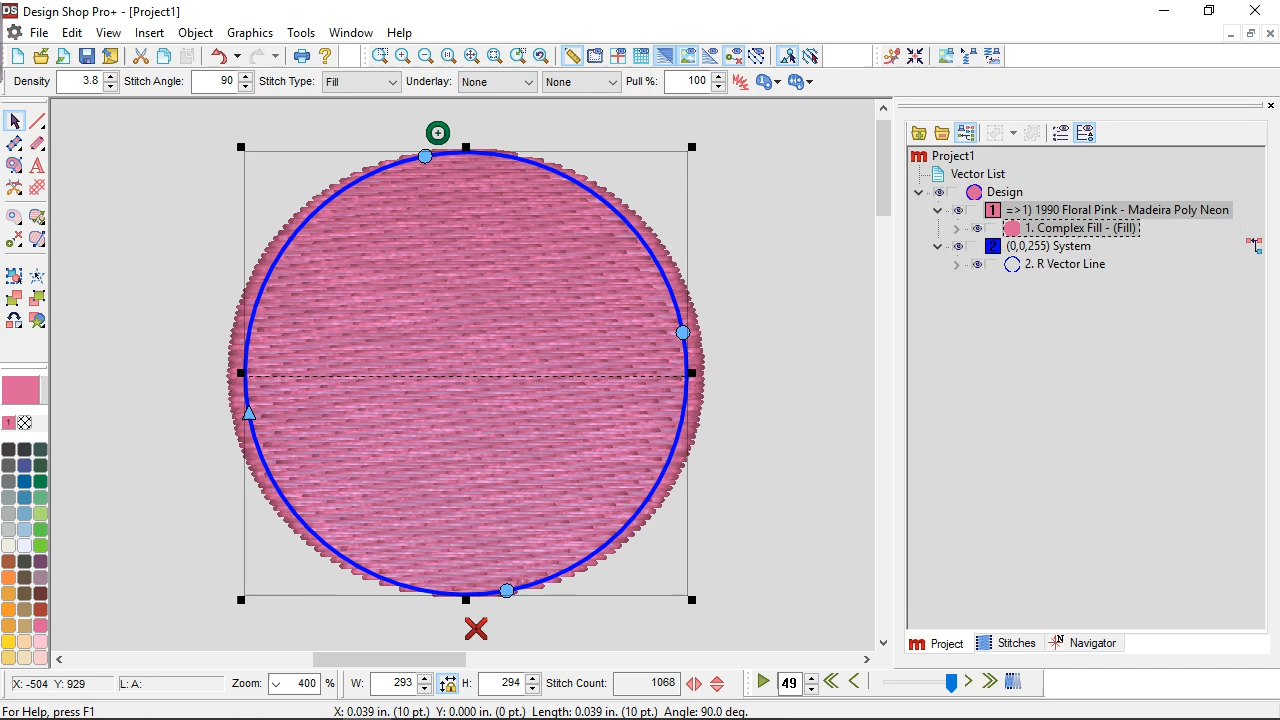 DS Design Shop Pro+ - [Project1]
File Edit View Insert Object Graphics Tools Window Help
Density 3.8 Stitch Angle: 90 Stitch Type: Fill Underlay: None None Pull %: 100
Project1
Vector List
Design
1 =>1) 1990 Floral Pink - Madeira Poly Neon
1. Complex Fill - (Fill)
2 (0,0,255) System
2. R Vector Line
1
Project Stitches Navigator
X: -504 Y: 929 L: A: Zoom: 400 % W: 293 H: 294 Stitch Count: 1068 49
For Help, press F1 X: 0.039 in. (10 pt.) Y: 0.000 in. (0 pt.) Length: 0.039 in. (10 pt.) Angle: 90.0 deg.